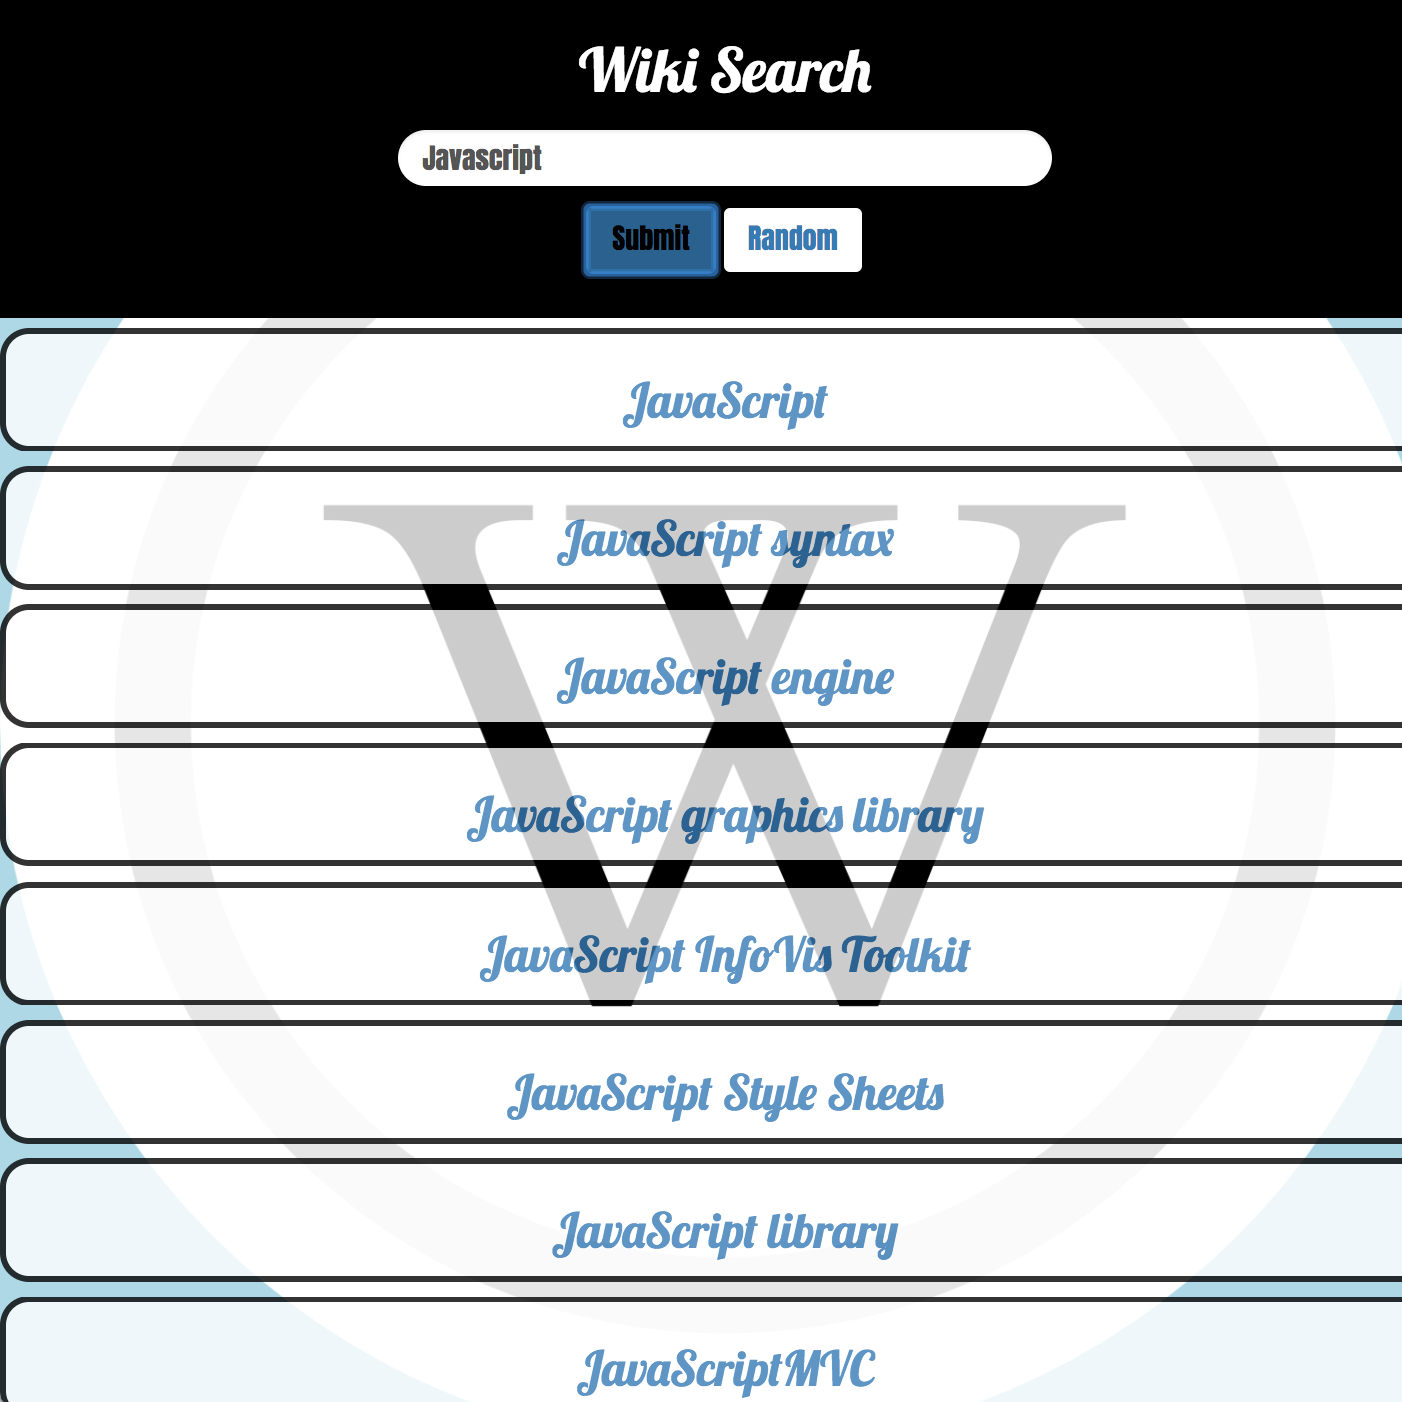 Wiki Search
Javascript
Submit Random
JavaScript
W
JavaScript syntax
JavaScript engine
JavaScript graphics library
JavaScript InfoVis Toolkit
JavaScript Style Sheets
JavaScript library
JavaScriptMVC